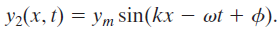 y₂(x, t) = yₘ sin(kx − ωt + ϕ).